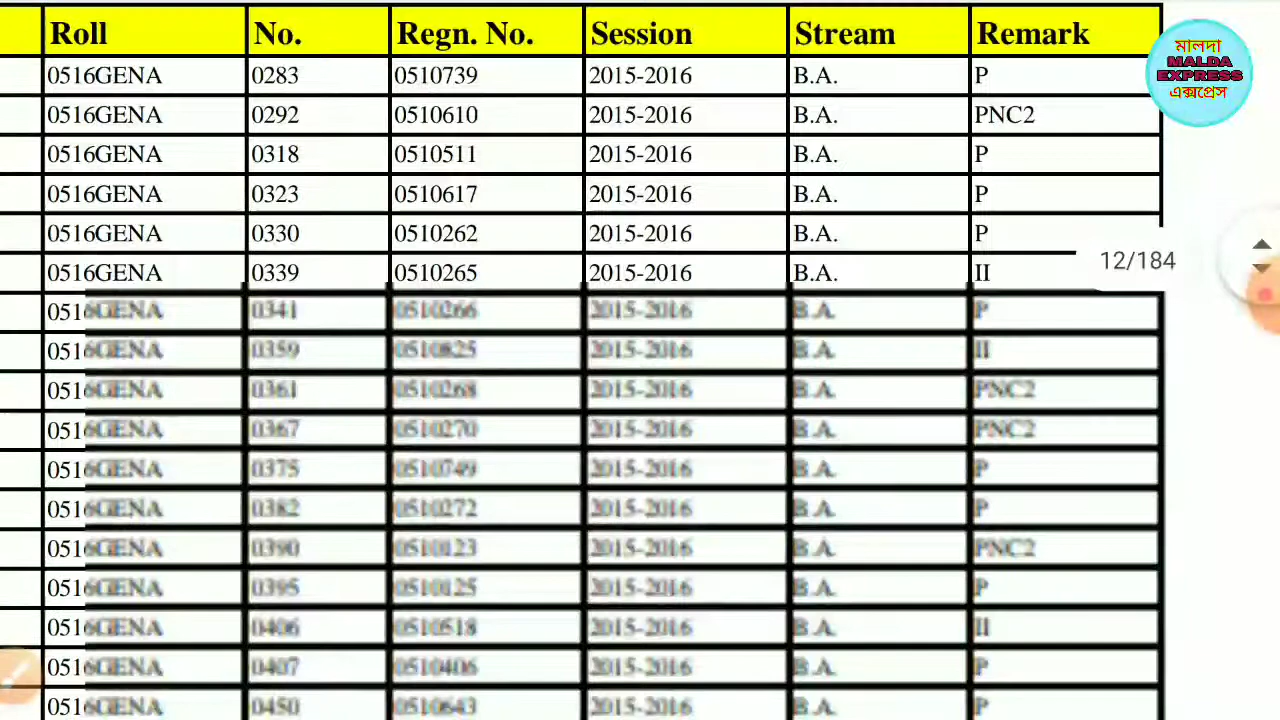 Roll No. Regn. No. Session Stream Remark
0516GENA 0283 0510739 2015-2016 B.A. P
0516GENA 0292 0510610 2015-2016 B.A. PNC2
0516GENA 0318 0510511 2015-2016 B.A. P
0516GENA 0323 0510617 2015-2016 B.A. P
0516GENA 0330 0510262 2015-2016 B.A. P
0516GENA 0339 0510265 2015-2016 B.A. II
0516GENA 0341 0510266 2015-2016 B.A. P
0516GENA 0359 0510825 2015-2016 B.A. II
0516GENA 0361 0510268 2015-2016 B.A. PNC2
0516GENA 0367 0510270 2015-2016 B.A. PNC2
0516GENA 0375 0510749 2015-2016 B.A. P
0516GENA 0382 0510272 2015-2016 B.A. P
0516GENA 0390 0510123 2015-2016 B.A. PNC2
0516GENA 0395 0510125 2015-2016 B.A. P
0516GENA 0406 0510518 2015-2016 B.A. II
0516GENA 0407 0510406 2015-2016 B.A. P
0516GENA 0450 0510643 2015-2016 B.A. P
মালদা
MALDA
EXPRESS
এক্সপ্রেস
12/184